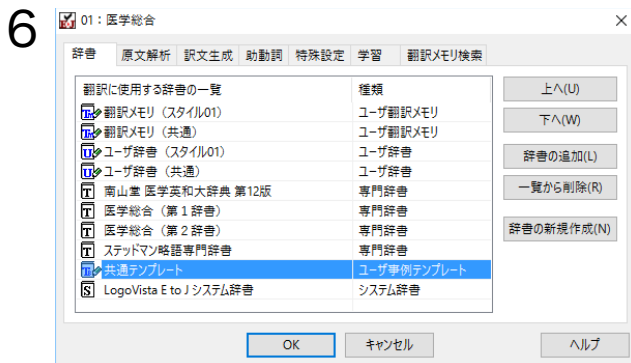 6
01：医学総合
辞書 原文解析 訳文生成 助動詞 特殊設定 学習 翻訳メモリ検索
翻訳に使用する辞書の一覧 種類
翻訳メモリ（スタイル01） ユーザ翻訳メモリ
翻訳メモリ（共通） ユーザ翻訳メモリ
ユーザ辞書（スタイル01） ユーザ辞書
ユーザ辞書（共通） ユーザ辞書
南山堂 医学英和大辞典 第12版 専門辞書
医学総合（第１辞書） 専門辞書
医学総合（第２辞書） 専門辞書
ステッドマン略語専門辞書 専門辞書
共通テンプレート ユーザ事例テンプレート
LogoVista E to J システム辞書 システム辞書
上へ(U)
下へ(W)
辞書の追加(L)
一覧から削除(R)
辞書の新規作成(N)
OK キャンセル ヘルプ